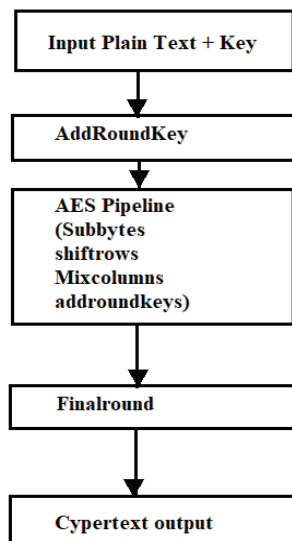 Input Plain Text + Key
AddRoundKey
AES Pipeline
(Subbytes
shiftrows
Mixcolumns
addroundkeys)
Finalround
Cypertext output